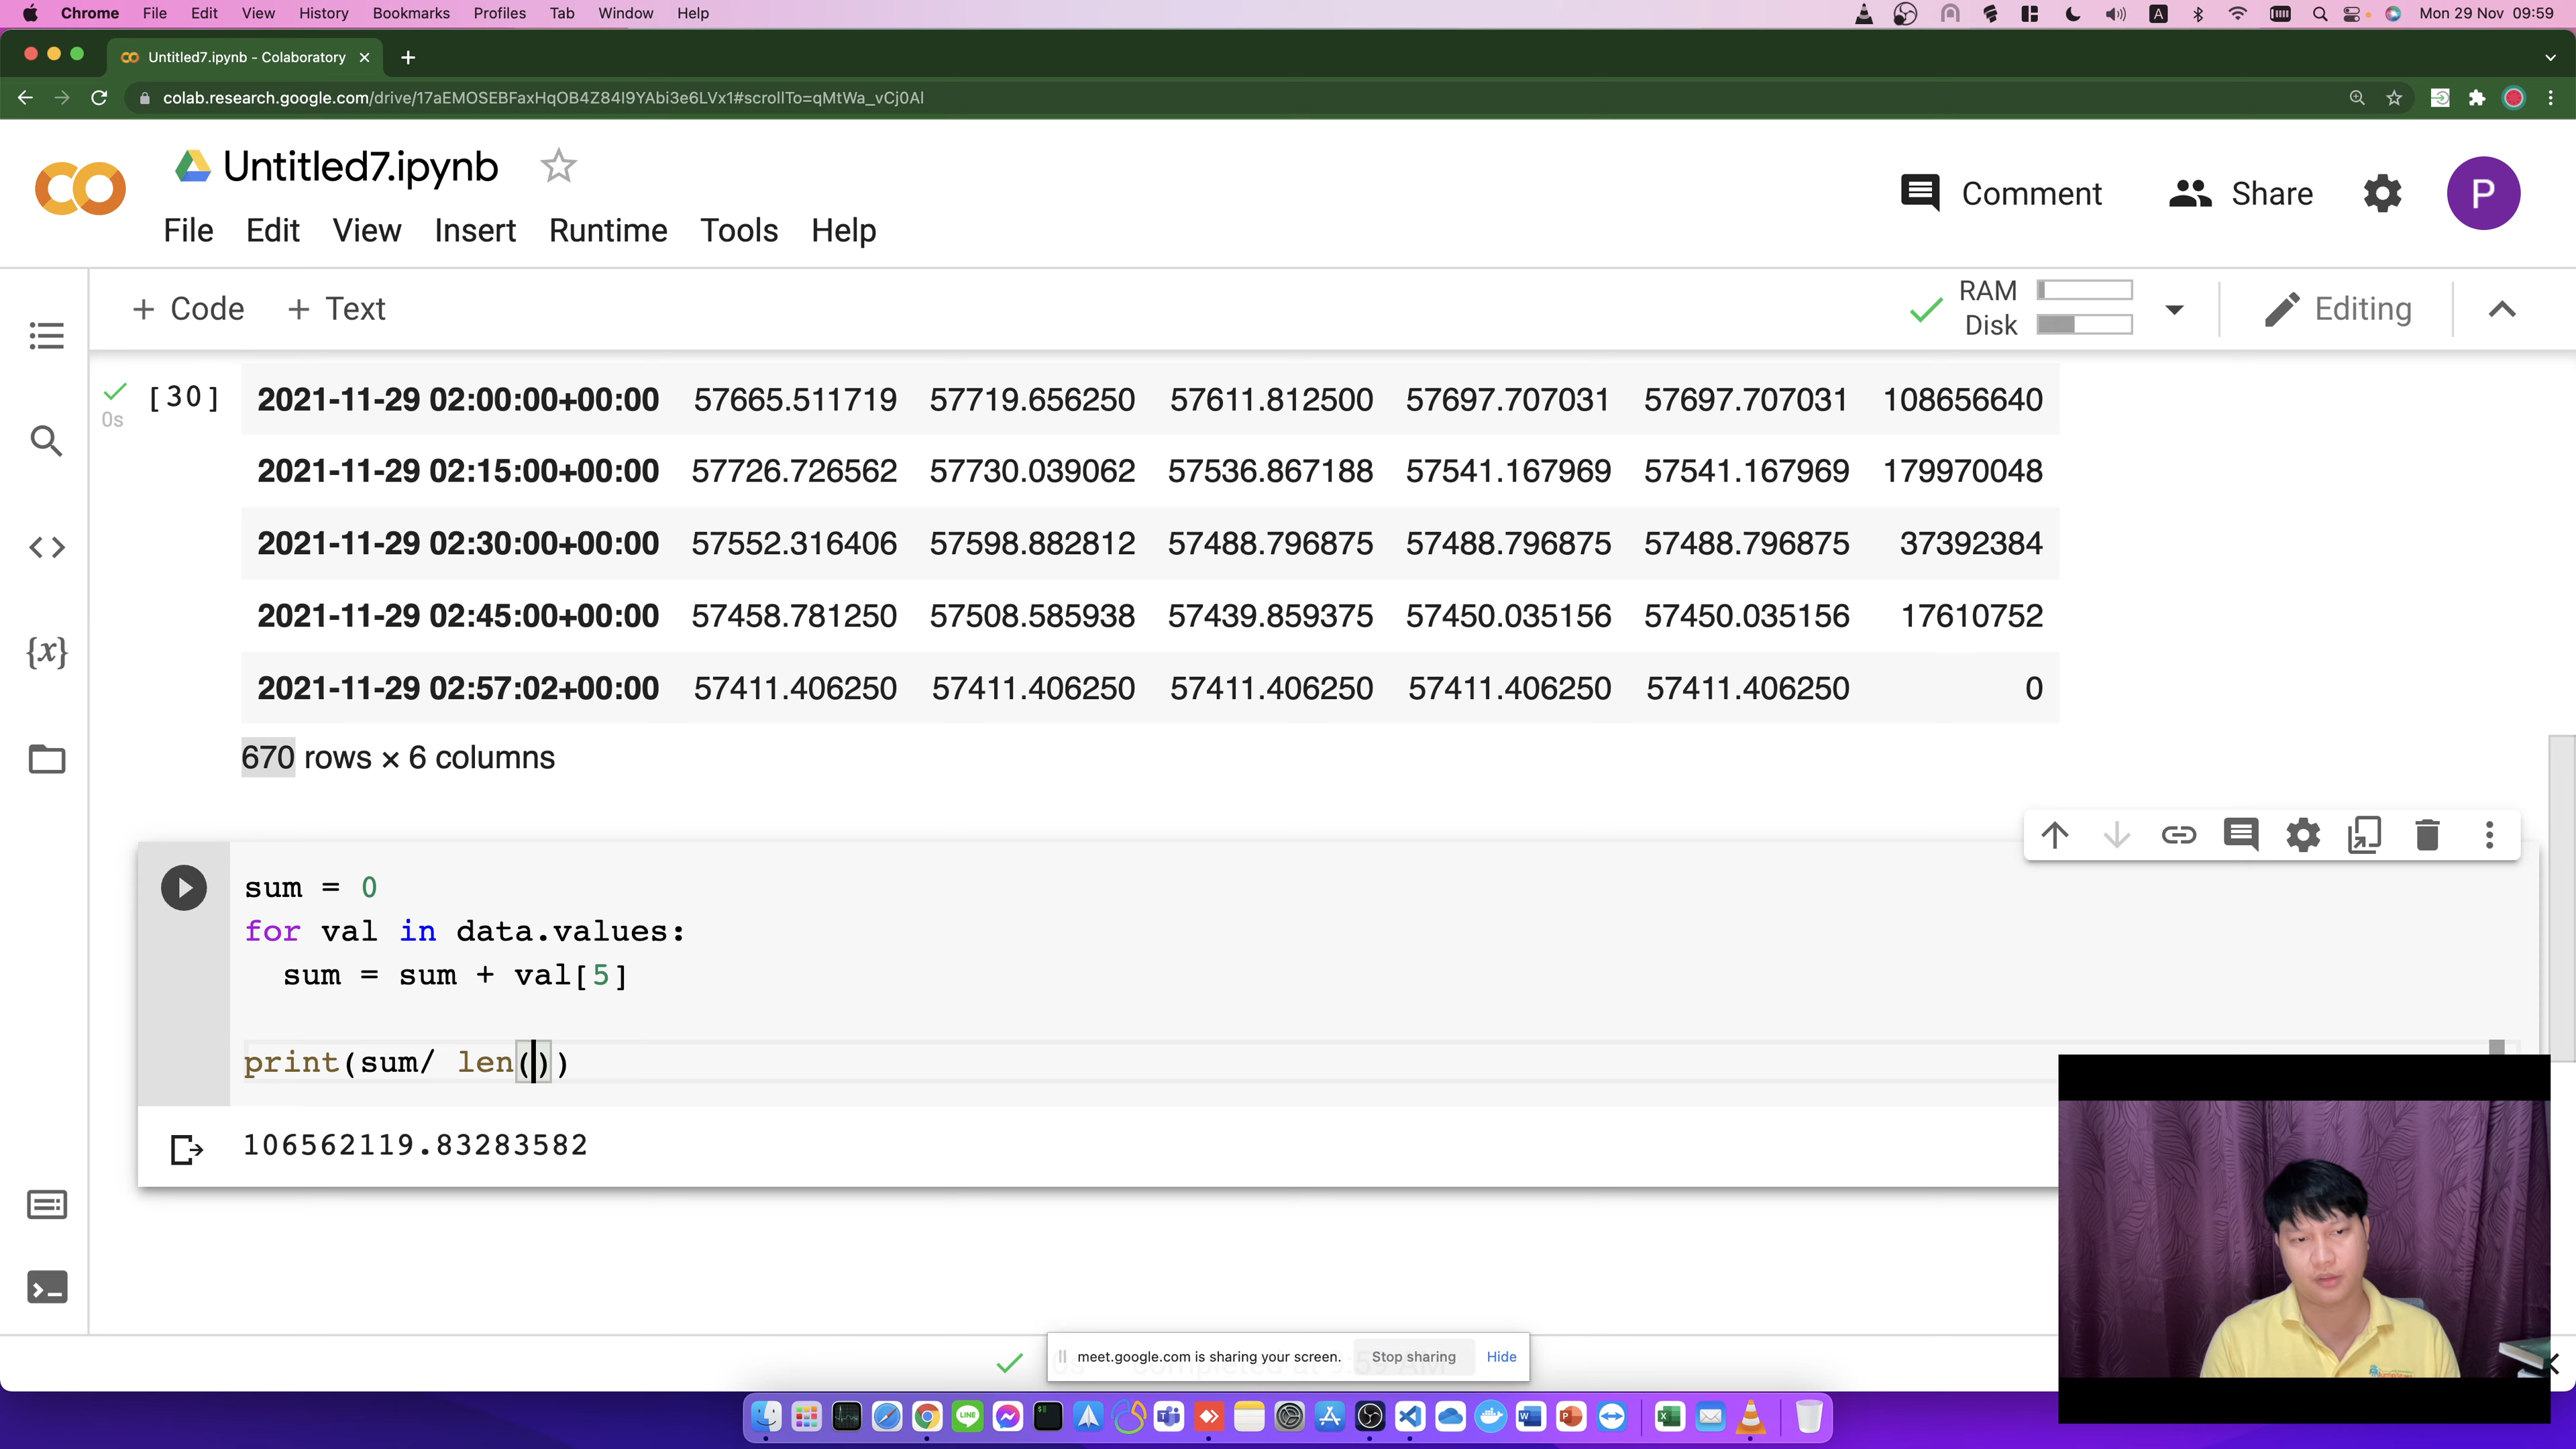 Chrome File Edit View History Bookmarks Profiles Tab Window Help A Mon 29 Nov 09:59
Untitled7.ipynb - Colaboratory
colab.research.google.com/drive/17aEMOSEBFaxHqOB4Z84l9YAbi3e6LVx1#scrollTo=qMtWa_vCj0Al
Untitled7.ipynb
Comment Share P
File Edit View Insert Runtime Tools Help
+ Code + Text RAM Disk Editing
[30] 2021-11-29 02:00:00+00:00 57665.511719 57719.656250 57611.812500 57697.707031 57697.707031 108656640
0s
2021-11-29 02:15:00+00:00 57726.726562 57730.039062 57536.867188 57541.167969 57541.167969 179970048
2021-11-29 02:30:00+00:00 57552.316406 57598.882812 57488.796875 57488.796875 57488.796875 37392384
2021-11-29 02:45:00+00:00 57458.781250 57508.585938 57439.859375 57450.035156 57450.035156 17610752
2021-11-29 02:57:02+00:00 57411.406250 57411.406250 57411.406250 57411.406250 57411.406250 0
670 rows × 6 columns
{x}
sum = 0
for val in data.values:
sum = sum + val[5]
print(sum/ len())
106562119.83283582
meet.google.com is sharing your screen. Stop sharing Hide
LINE